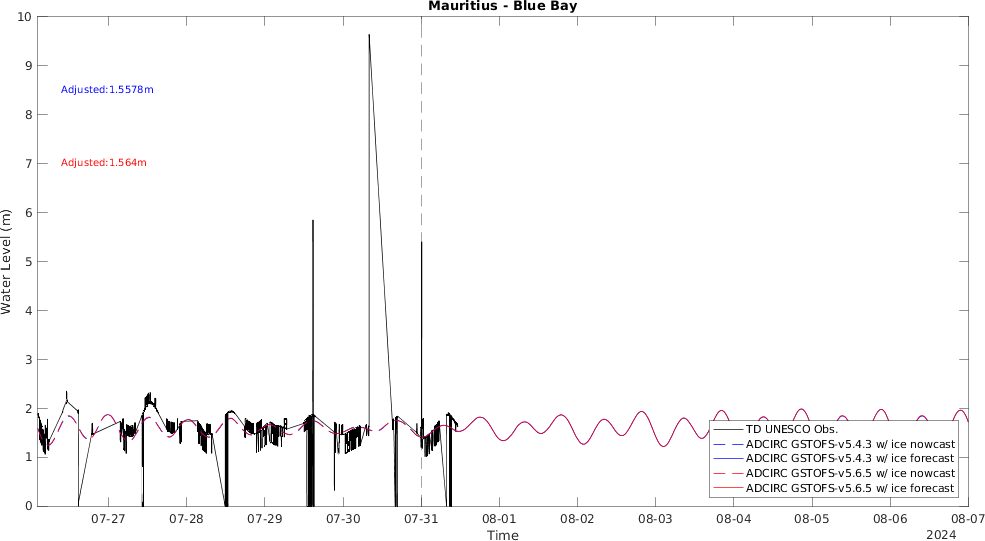 Mauritius - Blue Bay
10
9
8
7
6
5
4
3
2
1
0
Water Level (m)
Adjusted:1.5578m
Adjusted:1.564m
TD UNESCO Obs.
ADCIRC GSTOFS-v5.4.3 w/ ice nowcast
ADCIRC GSTOFS-v5.4.3 w/ ice forecast
ADCIRC GSTOFS-v5.6.5 w/ ice nowcast
ADCIRC GSTOFS-v5.6.5 w/ ice forecast
07-27 07-28 07-29 07-30 07-31 08-01 08-02 08-03 08-04 08-05 08-06 08-07
Time
2024